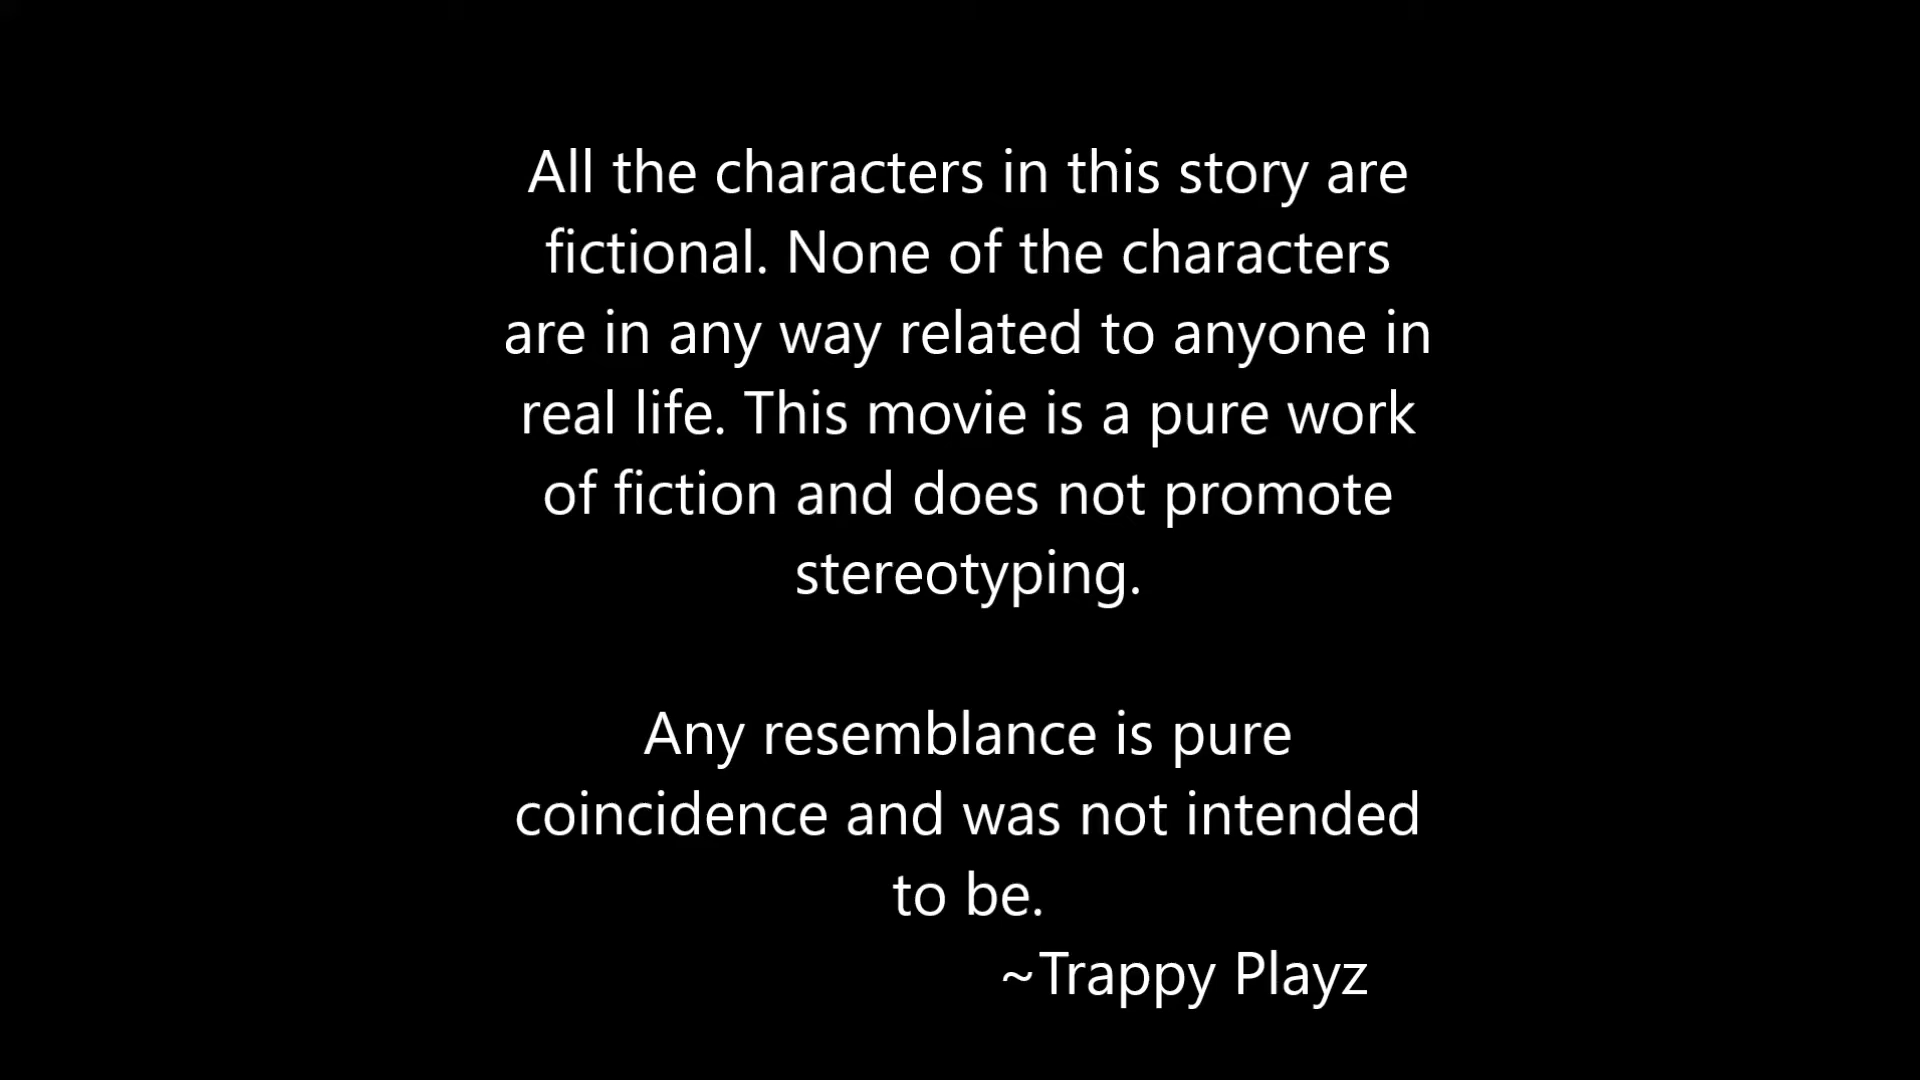 All the characters in this story are
fictional. None of the characters
are in any way related to anyone in
real life. This movie is a pure work
of fiction and does not promote
stereotyping.
Any resemblance is pure
coincidence and was not intended
to be.
~Trappy Playz